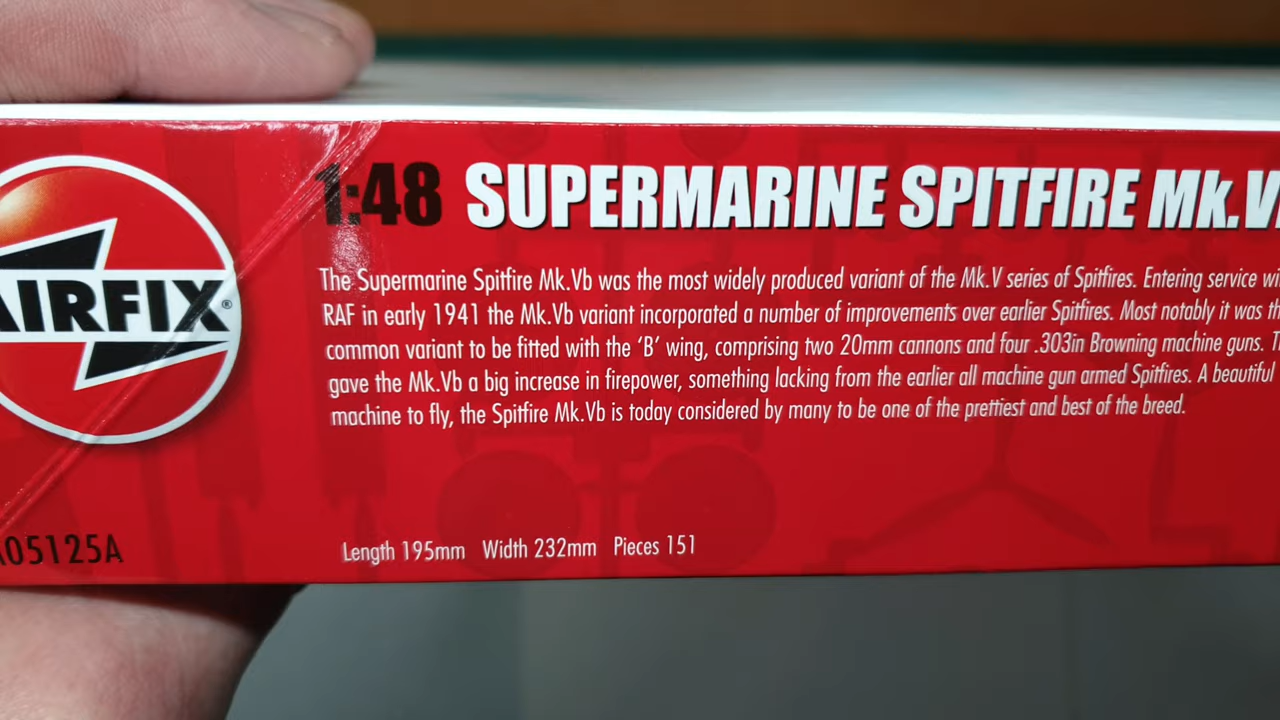 AIRFIX®
1:48 SUPERMARINE SPITFIRE Mk.V
The Supermarine Spitfire Mk.Vb was the most widely produced variant of the Mk.V series of Spitfires. Entering service
RAF in early 1941 the Mk.Vb variant incorporated a number of improvements over earlier Spitfires. Most notably it was
common variant to be fitted with the ‘B’ wing, comprising two 20mm cannons and four .303in Browning machine guns.
gave the Mk.Vb a big increase in firepower, something lacking from the earlier all machine gun armed Spitfires. A beautiful
machine to fly, the Spitfire Mk.Vb is today considered by many to be one of the prettiest and best of the breed.
05125A
Length 195mm Width 232mm Pieces 151